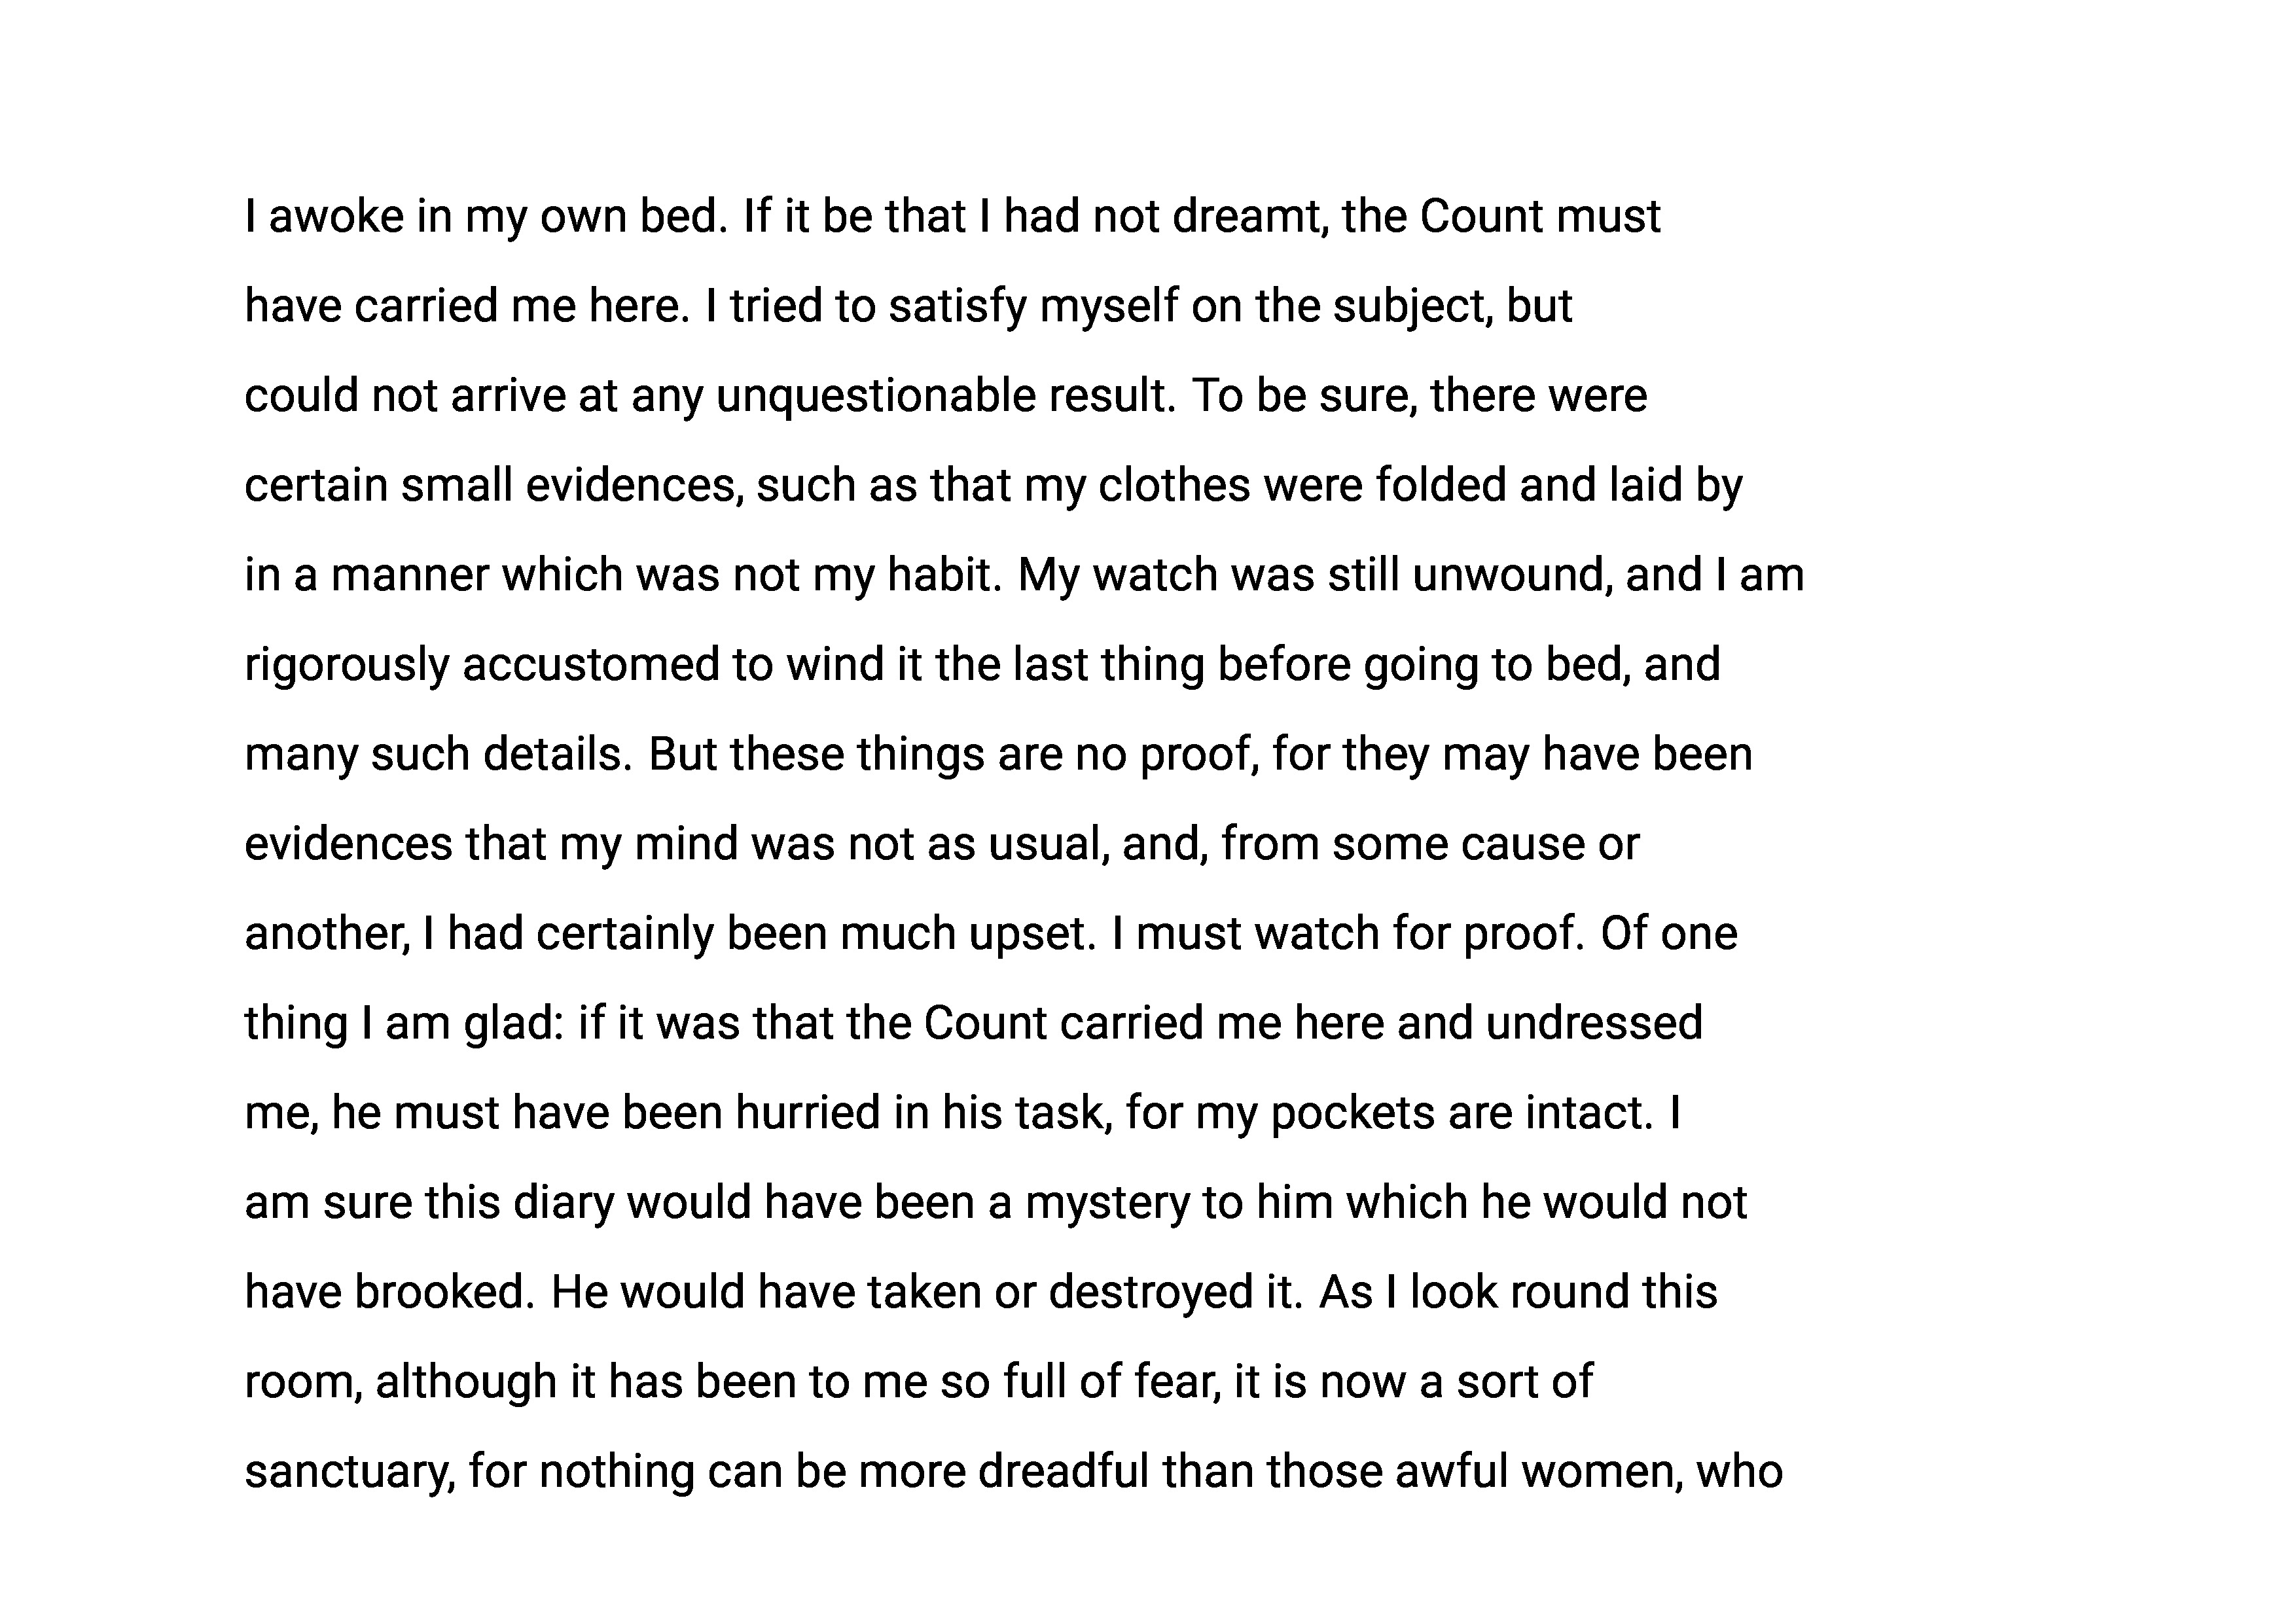 I awoke in my own bed. If it be that I had not dreamt, the Count must
have carried me here. I tried to satisfy myself on the subject, but
could not arrive at any unquestionable result. To be sure, there were
certain small evidences, such as that my clothes were folded and laid by
in a manner which was not my habit. My watch was still unwound, and I am
rigorously accustomed to wind it the last thing before going to bed, and
many such details. But these things are no proof, for they may have been
evidences that my mind was not as usual, and, from some cause or
another, I had certainly been much upset. I must watch for proof. Of one
thing I am glad: if it was that the Count carried me here and undressed
me, he must have been hurried in his task, for my pockets are intact. I
am sure this diary would have been a mystery to him which he would not
have brooked. He would have taken or destroyed it. As I look round this
room, although it has been to me so full of fear, it is now a sort of
sanctuary, for nothing can be more dreadful than those awful women, who